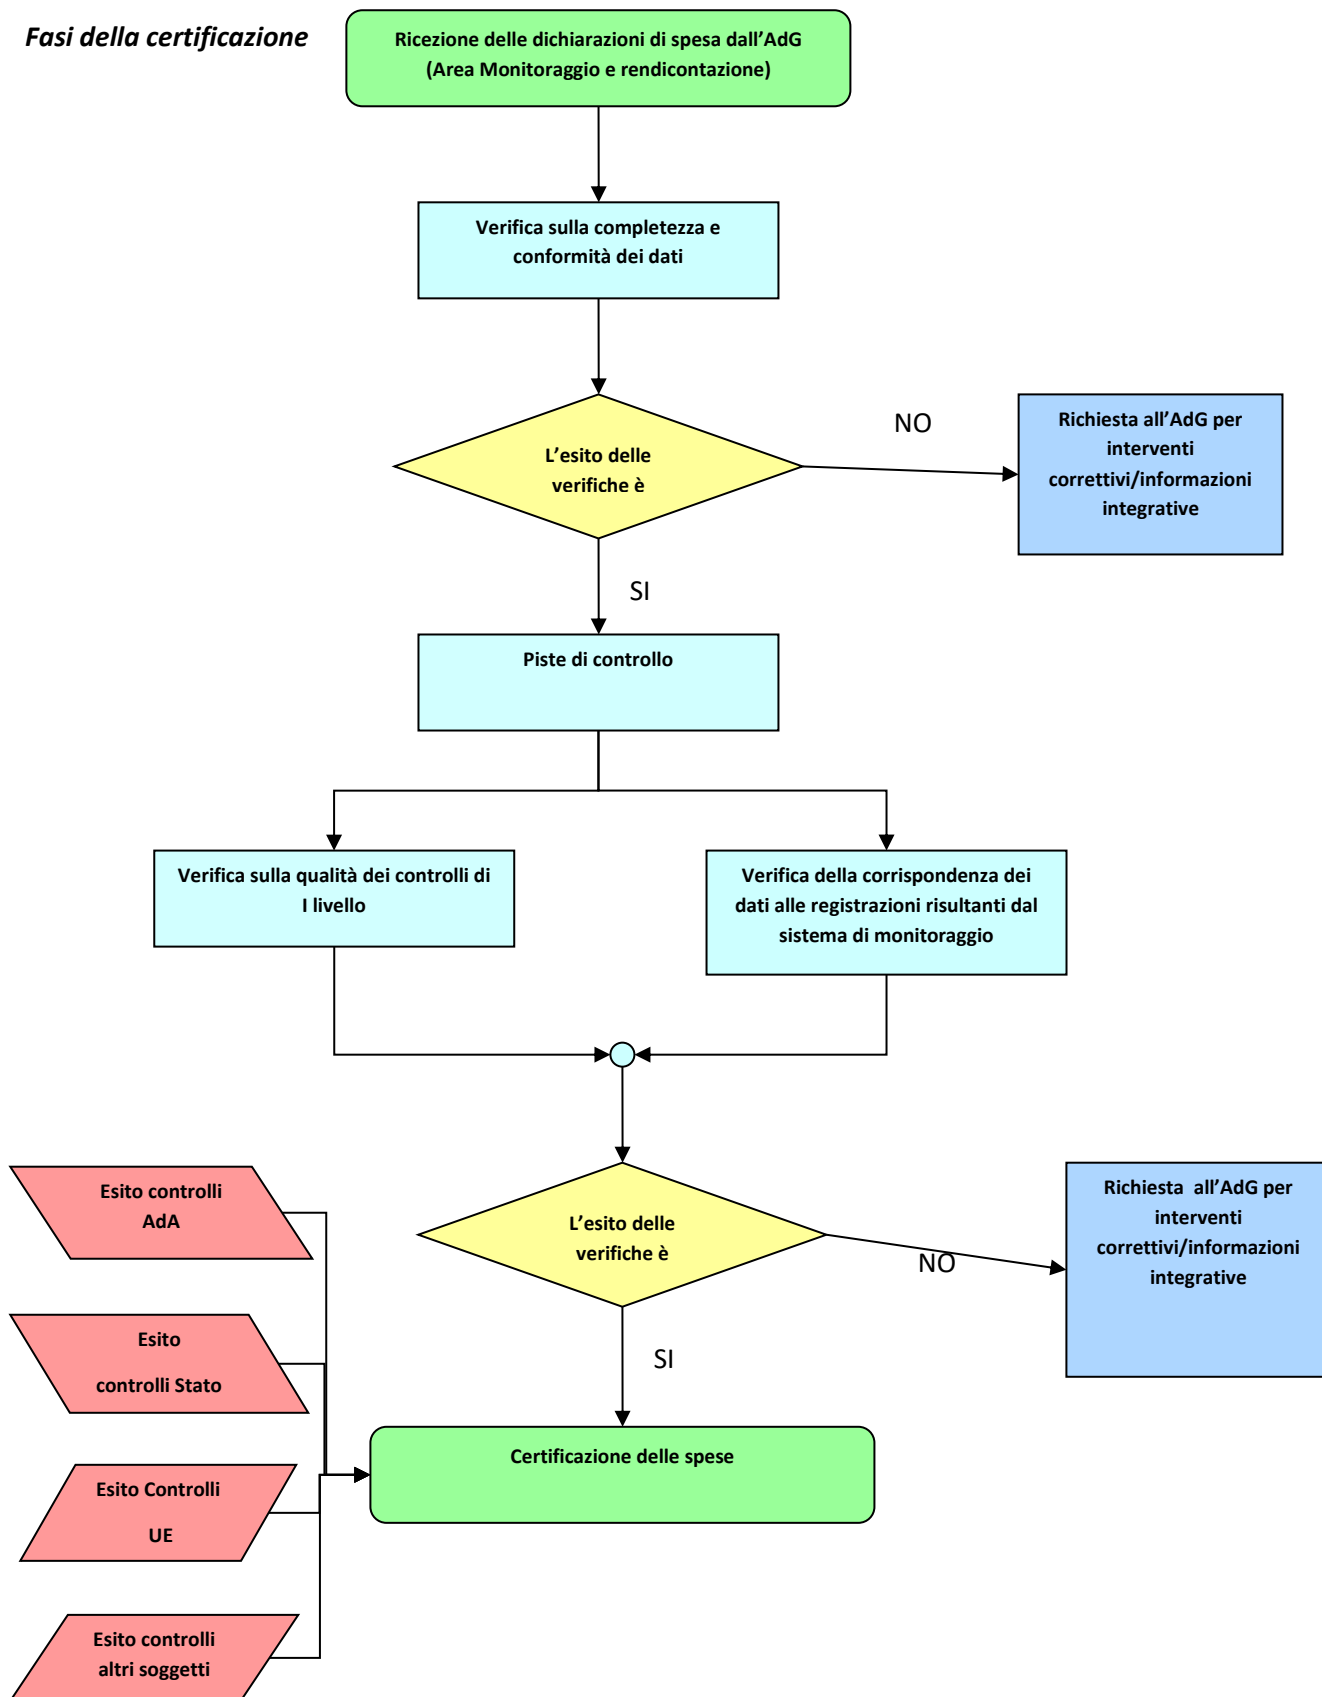 Fasi della certificazione
Ricezione delle dichiarazioni di spesa dall’AdG
(Area Monitoraggio e rendicontazione)
Verifica sulla completezza e
conformità dei dati
L’esito delle
verifiche è
NO
Richiesta all’AdG per
interventi
correttivi/informazioni
integrative
SI
Piste di controllo
Verifica sulla qualità dei controlli di
I livello
Verifica della corrispondenza dei
dati alle registrazioni risultanti dal
sistema di monitoraggio
L’esito delle
verifiche è
NO
Richiesta all’AdG per
interventi
correttivi/informazioni
integrative
SI
Esito controlli
AdA
Esito
controlli Stato
Esito Controlli
UE
Esito controlli
altri soggetti
Certificazione delle spese